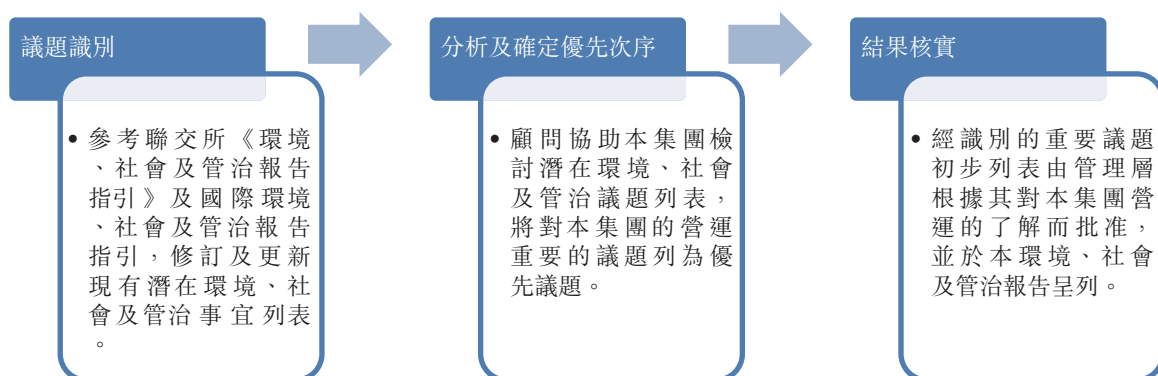 議題識別
• 參考聯交所《環境
、社會及管治報告
指引》及國際環境
、社會及管治報告
指引，修訂及更新
現有潛在環境、社
會及管治事宜列表
。
分析及確定優先次序
• 顧問協助本集團檢
討潛在環境、社會
及管治議題列表，
將對本集團的營運
重要的議題列為優
先議題。
結果核實
• 經識別的重要議題
初步列表由管理層
根據其對本集團營
運的了解而批准，
並於本環境、社會
及管治報告呈列。